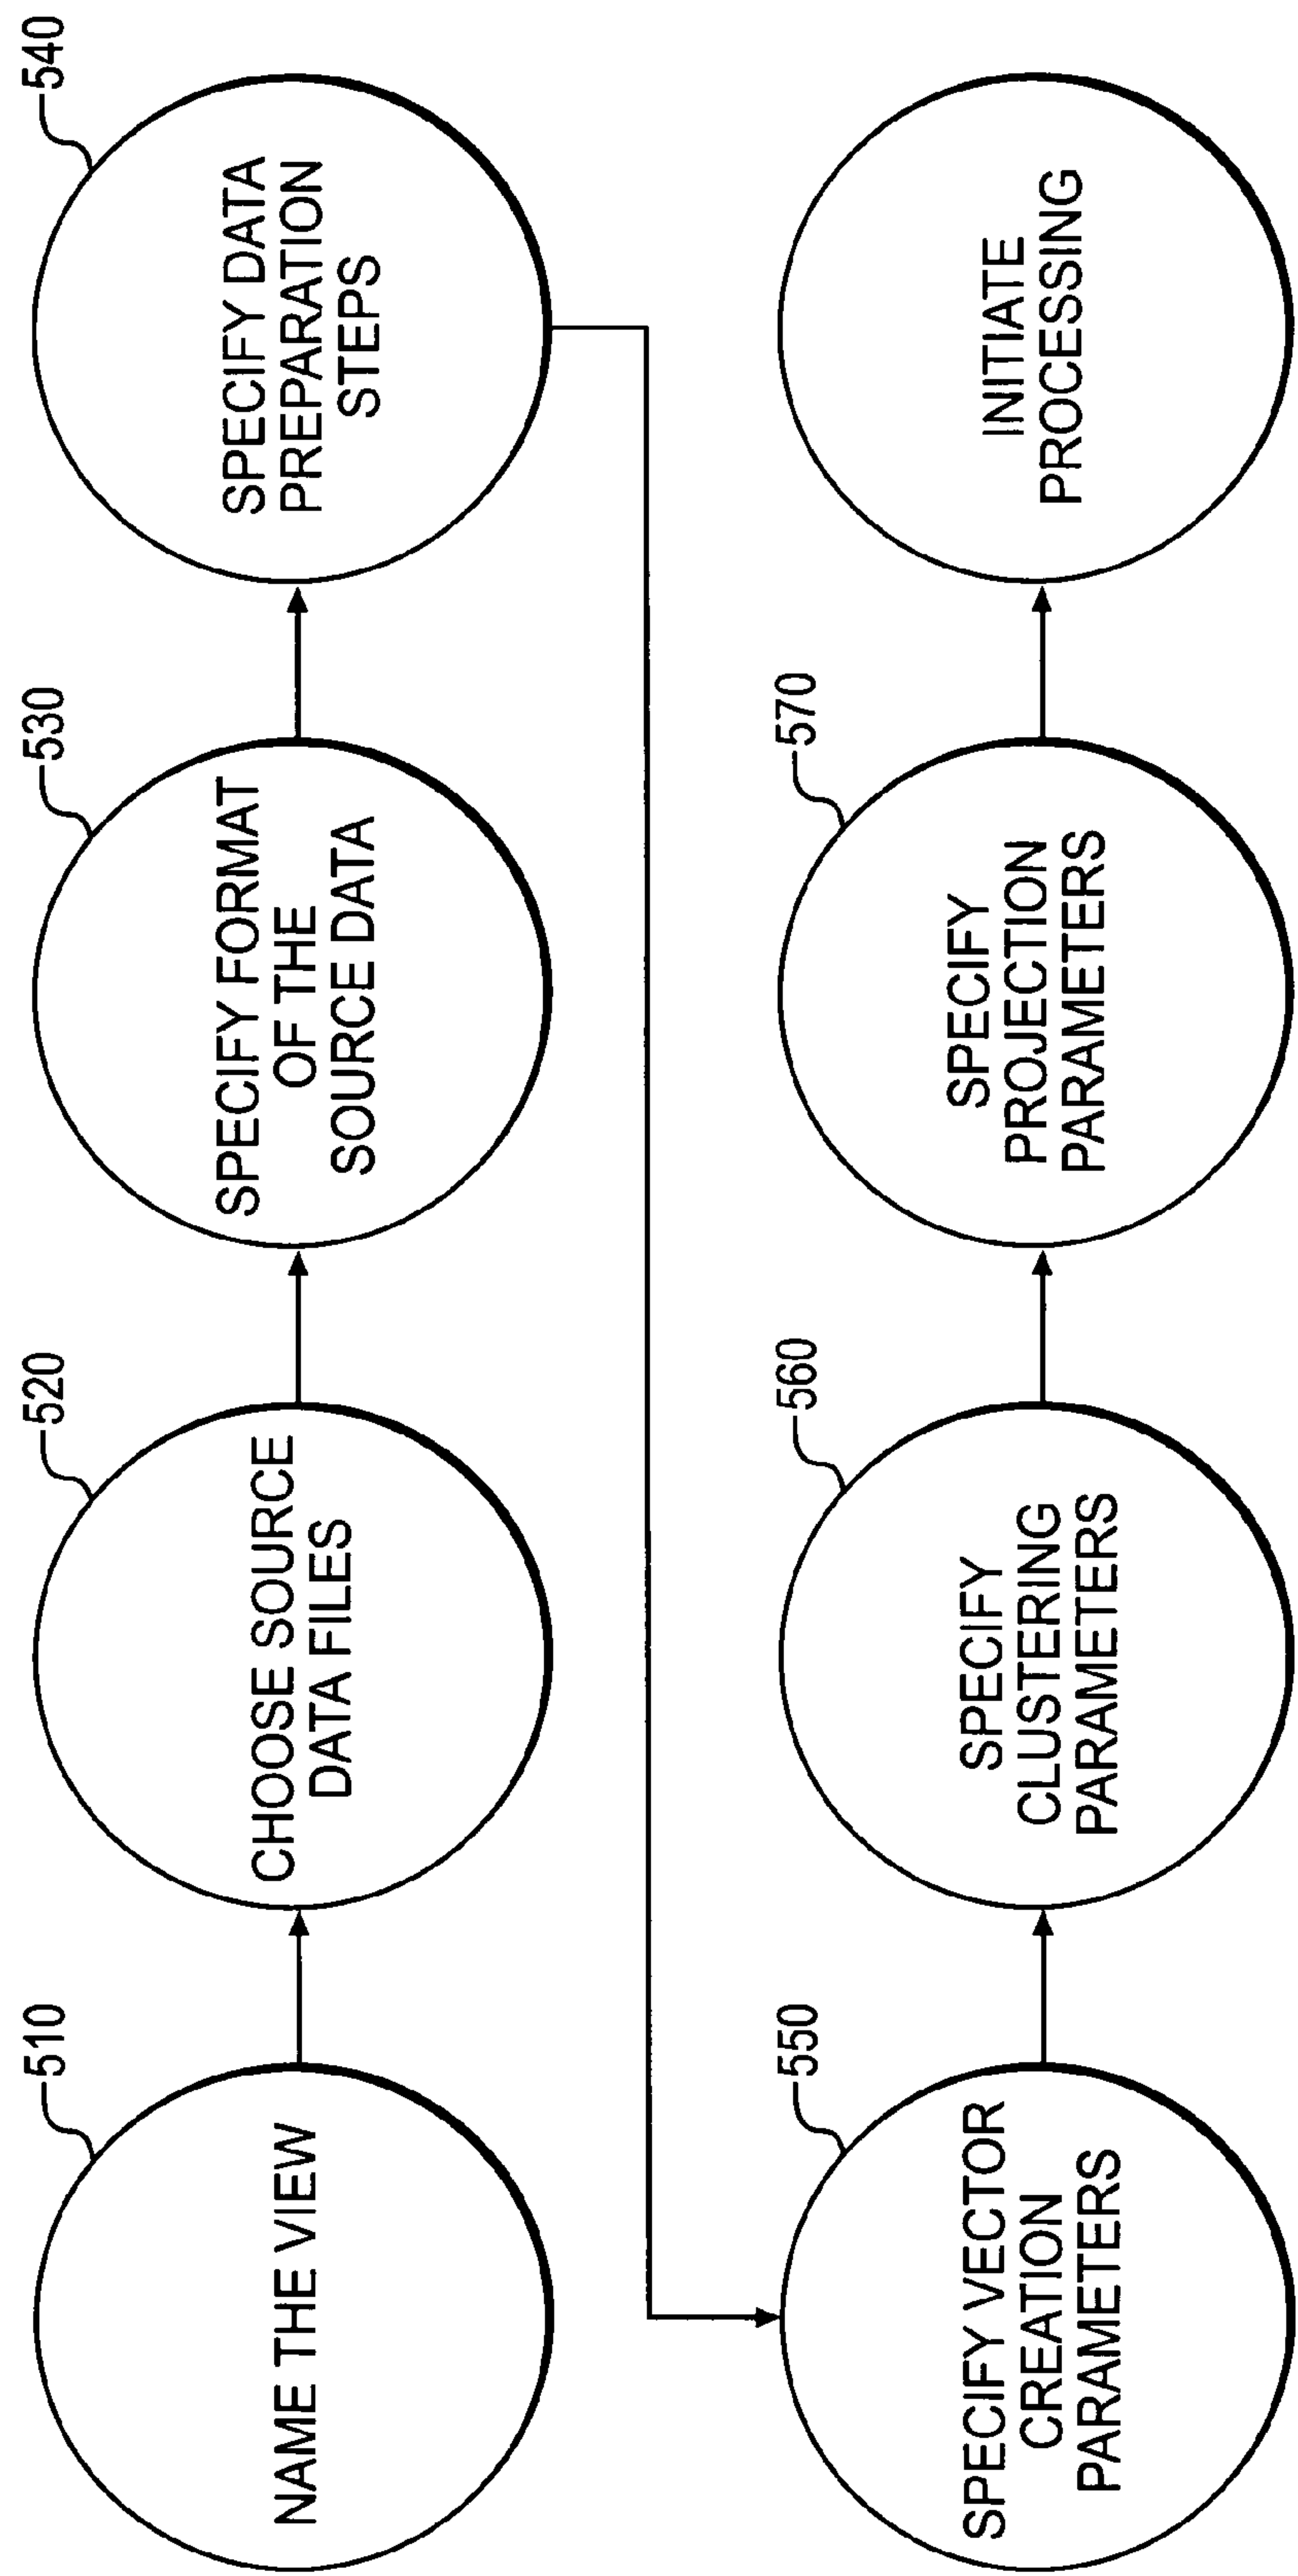 510
NAME THE VIEW
520
CHOOSE SOURCE
DATA FILES
530
SPECIFY FORMAT
OF THE
SOURCE DATA
540
SPECIFY DATA
PREPARATION
STEPS
550
SPECIFY VECTOR
CREATION
PARAMETERS
560
SPECIFY
CLUSTERING
PARAMETERS
570
SPECIFY
PROJECTION
PARAMETERS
INITIATE
PROCESSING